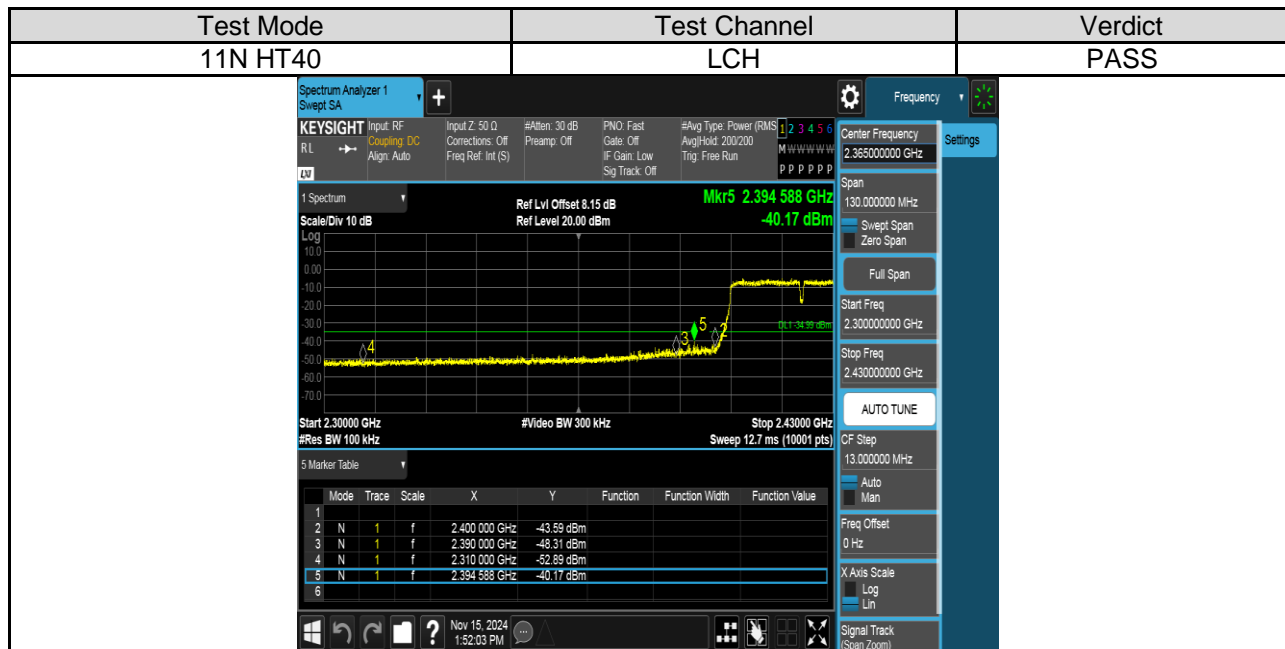 Test Mode Test Channel Verdict
11N HT40 LCH PASS
Spectrum Analyzer 1
Swept SA
+
Frequency
KEYSIGHT
RL
LXI
Input: RF
Coupling: DC
Align: Auto
Input Z: 50 Ω
Corrections: Off
Freq Ref: Int (S)
#Atten: 30 dB
Preamp: Off
PNO: Fast
Gate: Off
IF Gain: Low
Sig Track: Off
#Avg Type: Power (RMS
Avg|Hold: 200/200
Trig: Free Run
1 2 3 4 5 6
M W W W W W
P P P P P P
1 Spectrum
Scale/Div 10 dB
Log
Ref Lvl Offset 8.15 dB
Ref Level 20.00 dBm
Mkr5 2.394 588 GHz
-40.17 dBm
10.0
0.00
-10.0
-20.0
-30.0
-40.0
-50.0
-60.0
-70.0
4
3
5
2
DL1 -34.99 dBm
Start 2.30000 GHz #Video BW 300 kHz Stop 2.43000 GHz
#Res BW 100 kHz Sweep 12.7 ms (10001 pts)
5 Marker Table
Mode Trace Scale X Y Function Function Width Function Value
1
2 N 1 f 2.400 000 GHz -43.59 dBm
3 N 1 f 2.390 000 GHz -48.31 dBm
4 N 1 f 2.310 000 GHz -52.89 dBm
5 N 1 f 2.394 588 GHz -40.17 dBm
6
?
Nov 15, 2024
1:52:03 PM
Center Frequency
2.365000000 GHz
Settings
Span
130.000000 MHz
Swept Span
Zero Span
Full Span
Start Freq
2.300000000 GHz
Stop Freq
2.430000000 GHz
AUTO TUNE
CF Step
13.000000 MHz
Auto
Man
Freq Offset
0 Hz
X Axis Scale
Log
Lin
Signal Track
(Span Zoom)